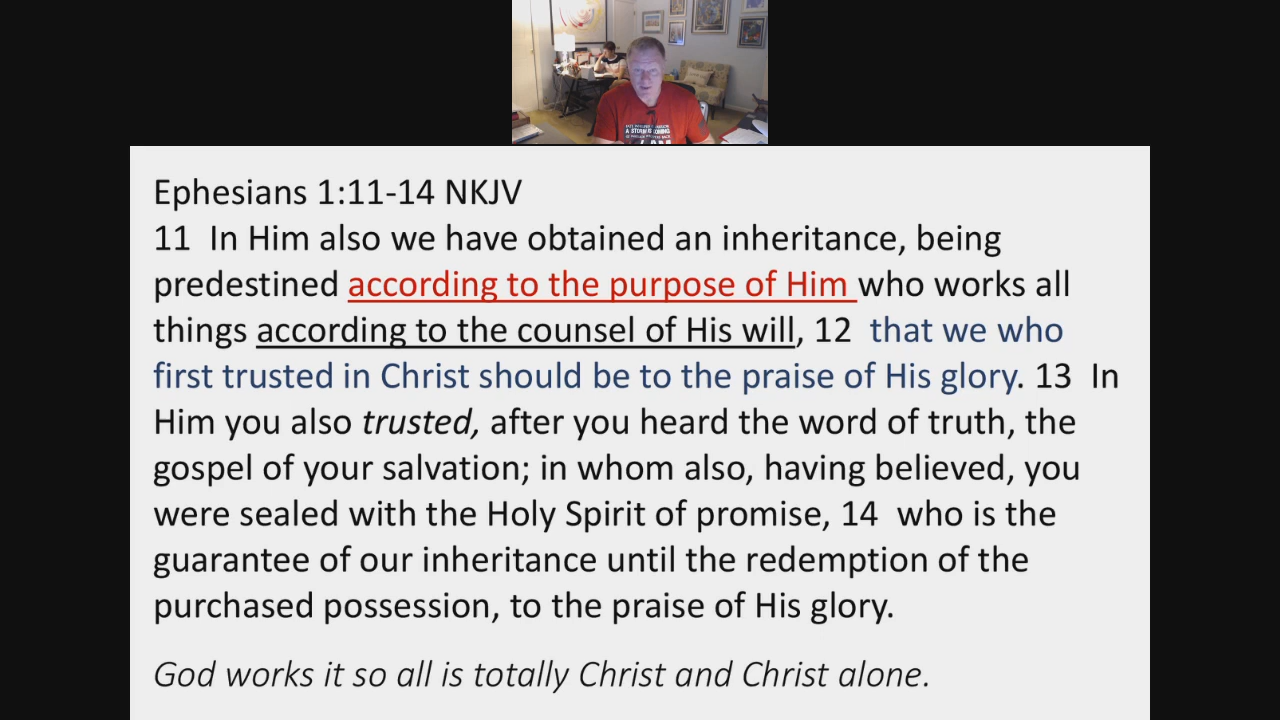 A STORM IS COMING
I AM
Ephesians 1:11-14 NKJV
11 In Him also we have obtained an inheritance, being
predestined according to the purpose of Him who works all
things according to the counsel of His will, 12 that we who
first trusted in Christ should be to the praise of His glory. 13 In
Him you also trusted, after you heard the word of truth, the
gospel of your salvation; in whom also, having believed, you
were sealed with the Holy Spirit of promise, 14 who is the
guarantee of our inheritance until the redemption of the
purchased possession, to the praise of His glory.
God works it so all is totally Christ and Christ alone.